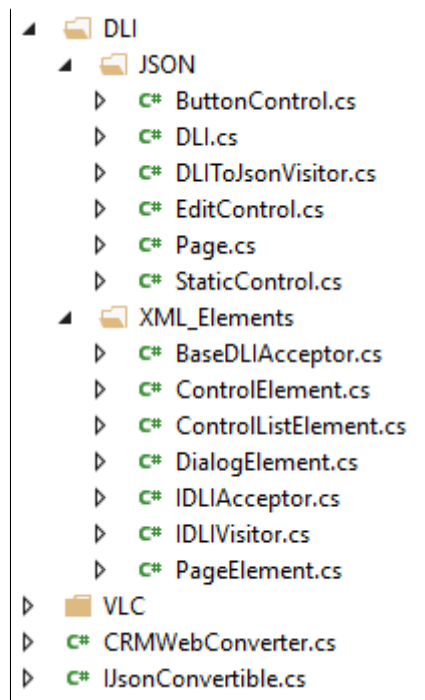 DLI
JSON
C# ButtonControl.cs
C# DLI.cs
C# DLIToJsonVisitor.cs
C# EditControl.cs
C# Page.cs
C# StaticControl.cs
XML_Elements
C# BaseDLIAcceptor.cs
C# ControlElement.cs
C# ControlListElement.cs
C# DialogElement.cs
C# IDLIAcceptor.cs
C# IDLIVisitor.cs
C# PageElement.cs
VLC
C# CRMWebConverter.cs
C# IJsonConvertible.cs